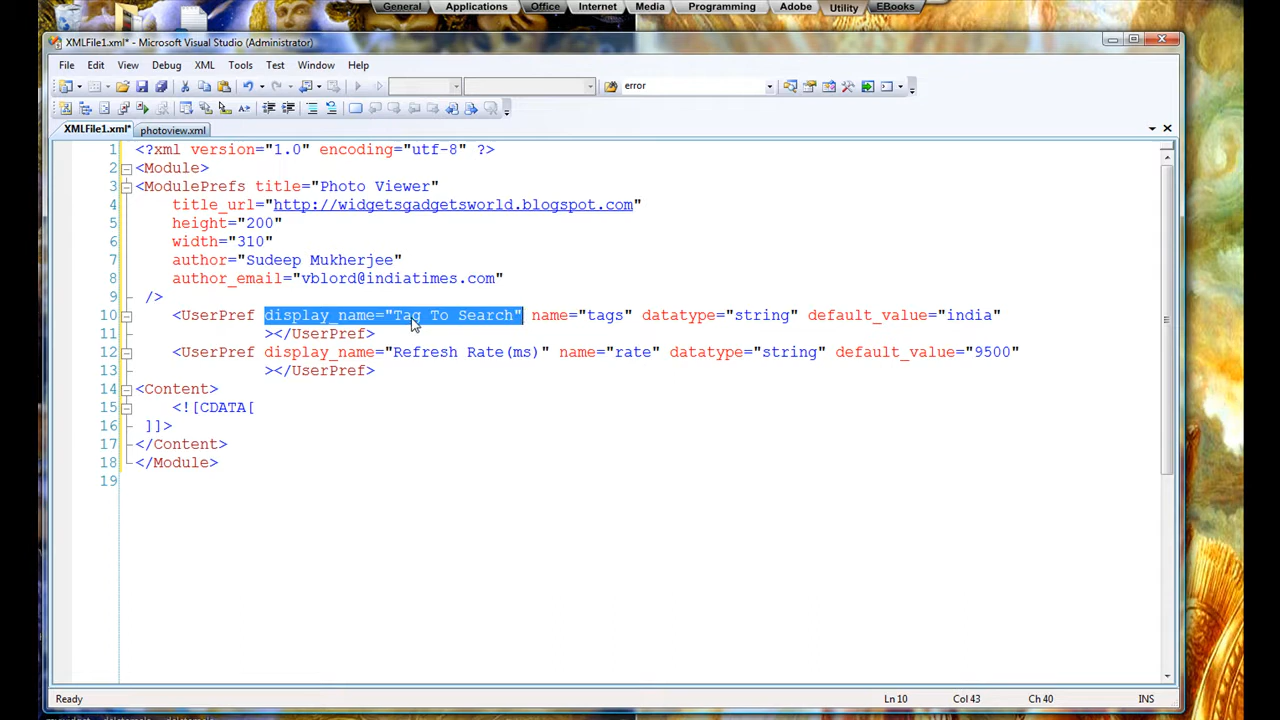 General Applications Office Internet Media Programming Adobe Utility EBooks
XMLFile1.xml* - Microsoft Visual Studio (Administrator)
File Edit View Debug XML Tools Test Window Help
error
XMLFile1.xml* photoview.xml
1 <?xml version="1.0" encoding="utf-8" ?>
2 <Module>
3 <ModulePrefs title="Photo Viewer"
4 title_url="http://widgetsgadgetsworld.blogspot.com"
5 height="200"
6 width="310"
7 author="Sudeep Mukherjee"
8 author_email="vblord@indiatimes.com"
9 />
10 <UserPref display_name="Tag To Search" name="tags" datatype="string" default_value="india"
11 ></UserPref>
12 <UserPref display_name="Refresh Rate(ms)" name="rate" datatype="string" default_value="9500"
13 ></UserPref>
14 <Content>
15 <![CDATA[
16 ]]>
17 </Content>
18 </Module>
19
Ready Ln 10 Col 43 Ch 40 INS